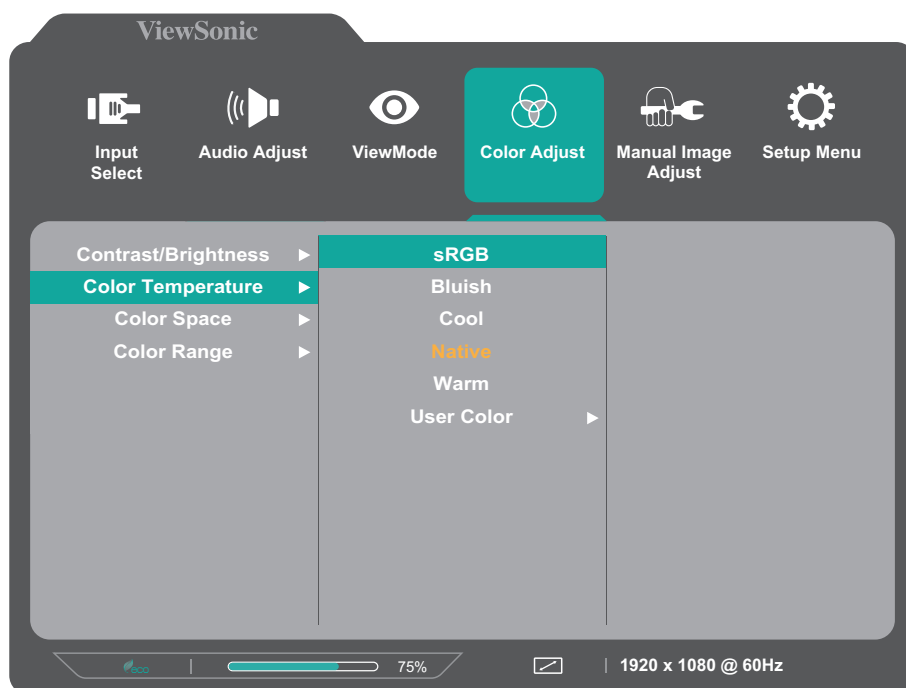 ViewSonic
Input
Select
Audio Adjust
ViewMode
Color Adjust
Manual Image
Adjust
Setup Menu
Contrast/Brightness
Color Temperature
Color Space
Color Range
sRGB
Bluish
Cool
Native
Warm
User Color
eco
75%
1920 x 1080 @ 60Hz